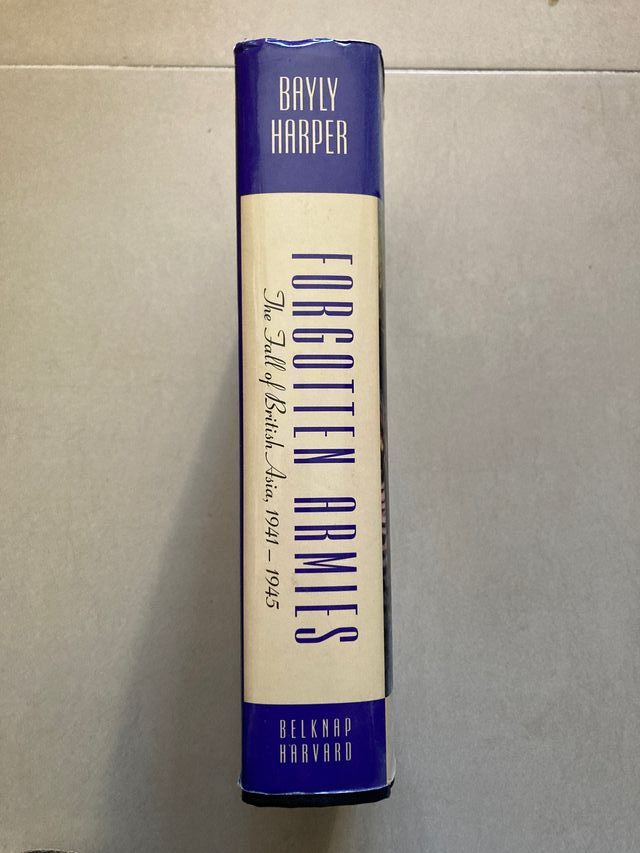 BAYLY
HARPER
FORGOTTEN ARMIES
The Fall of British Asia, 1941 – 1945
BELKNAP
HARVARD